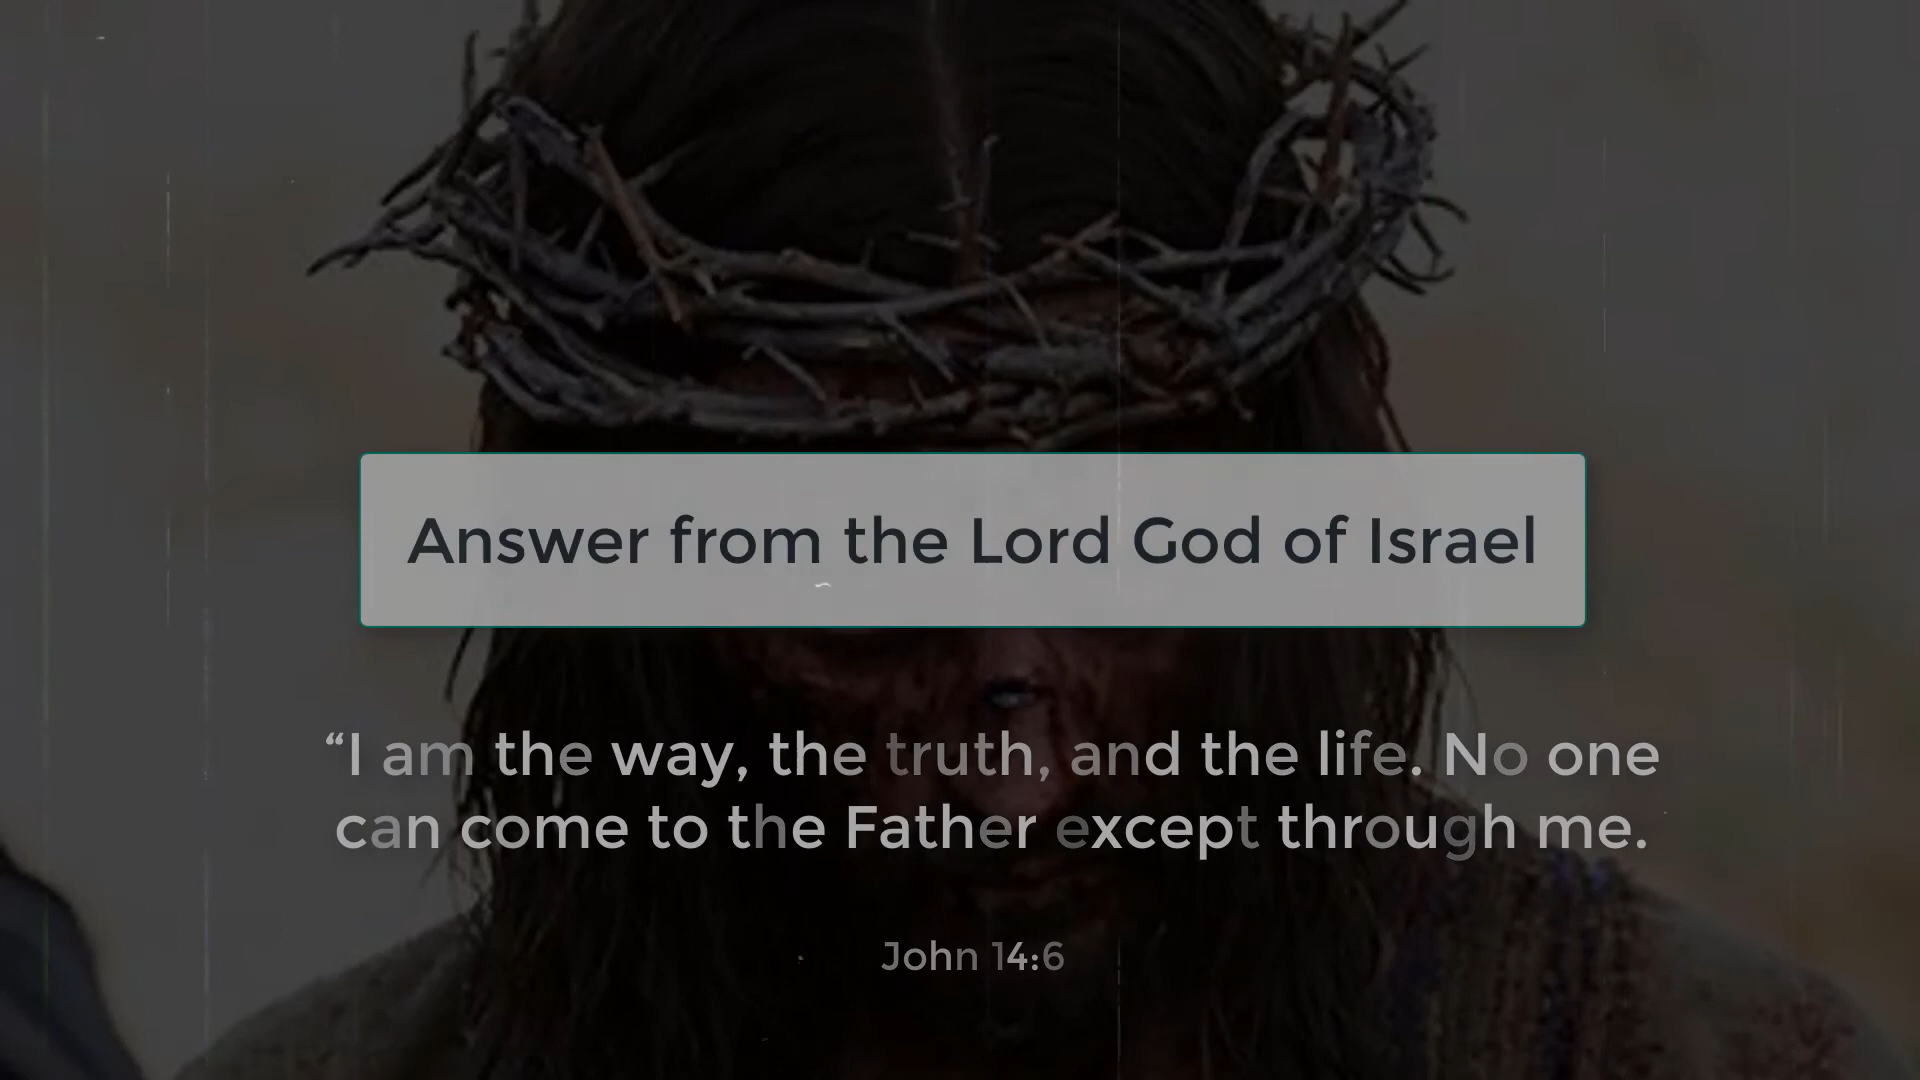 Answer from the Lord God of Israel
“I am the way, the truth, and the life. No one
can come to the Father except through me.
John 14:6